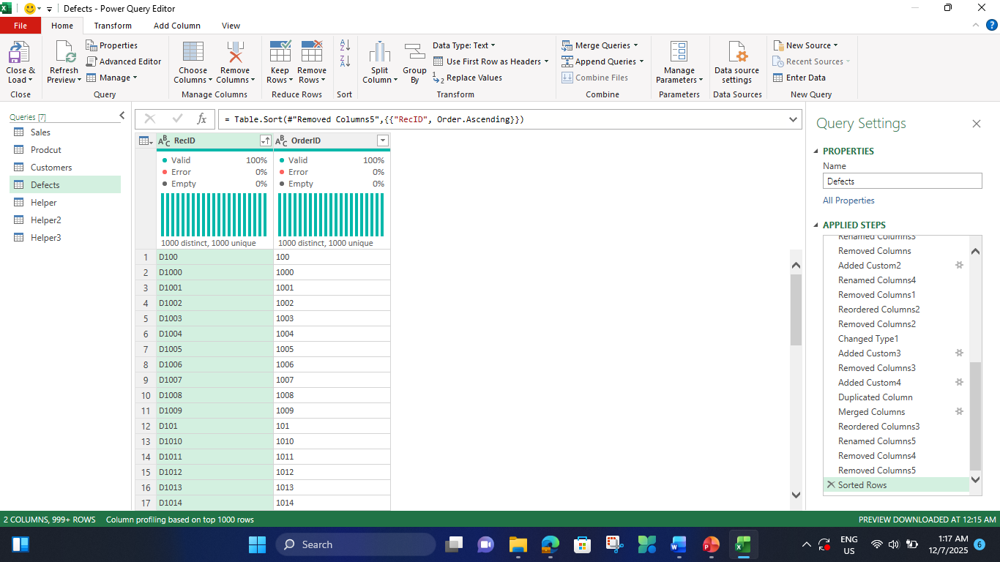 Defects - Power Query Editor
File Home Transform Add Column View
Close & Load
Refresh Preview
Properties
Advanced Editor
Manage
Choose Columns
Remove Columns
Keep Rows
Remove Rows
Split Column
Group By
Data Type: Text
Use First Row as Headers
Replace Values
Merge Queries
Append Queries
Combine Files
Manage Parameters
Data source settings
New Source
Recent Sources
Enter Data
Close Query Manage Columns Reduce Rows Sort Transform Combine Parameters Data Sources New Query
Queries [7]
Sales
Prodcut
Customers
Defects
Helper
Helper2
Helper3
fx = Table.Sort(#"Removed Columns5",{{"RecID", Order.Ascending}})
ABC RecID ABC OrderID
Valid 100% Valid 100%
Error 0% Error 0%
Empty 0% Empty 0%
1000 distinct, 1000 unique 1000 distinct, 1000 unique
1 D100 100
2 D1000 1000
3 D1001 1001
4 D1002 1002
5 D1003 1003
6 D1004 1004
7 D1005 1005
8 D1006 1006
9 D1007 1007
10 D1008 1008
11 D1009 1009
12 D101 101
13 D1010 1010
14 D1011 1011
15 D1012 1012
16 D1013 1013
17 D1014 1014
Query Settings
PROPERTIES
Name
Defects
All Properties
APPLIED STEPS
Renamed Columns3
Removed Columns
Added Custom2
Renamed Columns4
Removed Columns1
Reordered Columns2
Removed Columns2
Changed Type1
Added Custom3
Removed Columns3
Added Custom4
Duplicated Column
Merged Columns
Reordered Columns3
Renamed Columns5
Removed Columns4
Removed Columns5
Sorted Rows
2 COLUMNS, 999+ ROWS Column profiling based on top 1000 rows PREVIEW DOWNLOADED AT 12:15 AM
Search
ENG
US
1:17 AM
12/7/2025
6